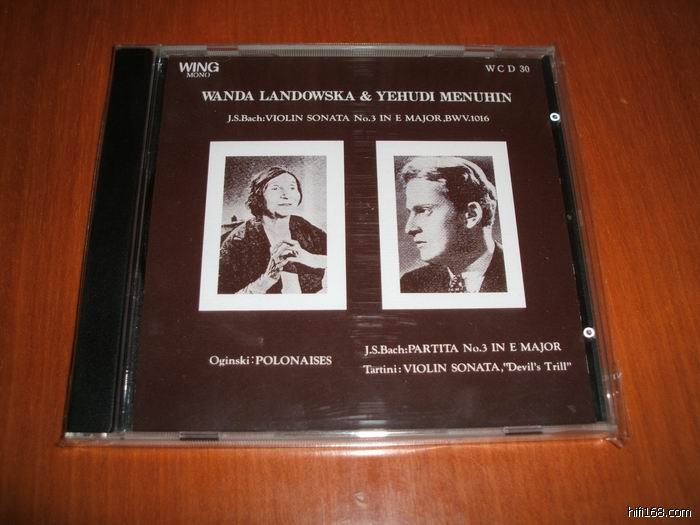 WING
MONO
WCD 30
WANDA LANDOWSKA & YEHUDI MENUHIN
J.S.Bach:VIOLIN SONATA No.3 IN E MAJOR,BWV.1016
Oginski:POLONAISES
J.S.Bach:PARTITA No.3 IN E MAJOR
Tartini:VIOLIN SONATA,"Devil's Trill"
hifi168.com